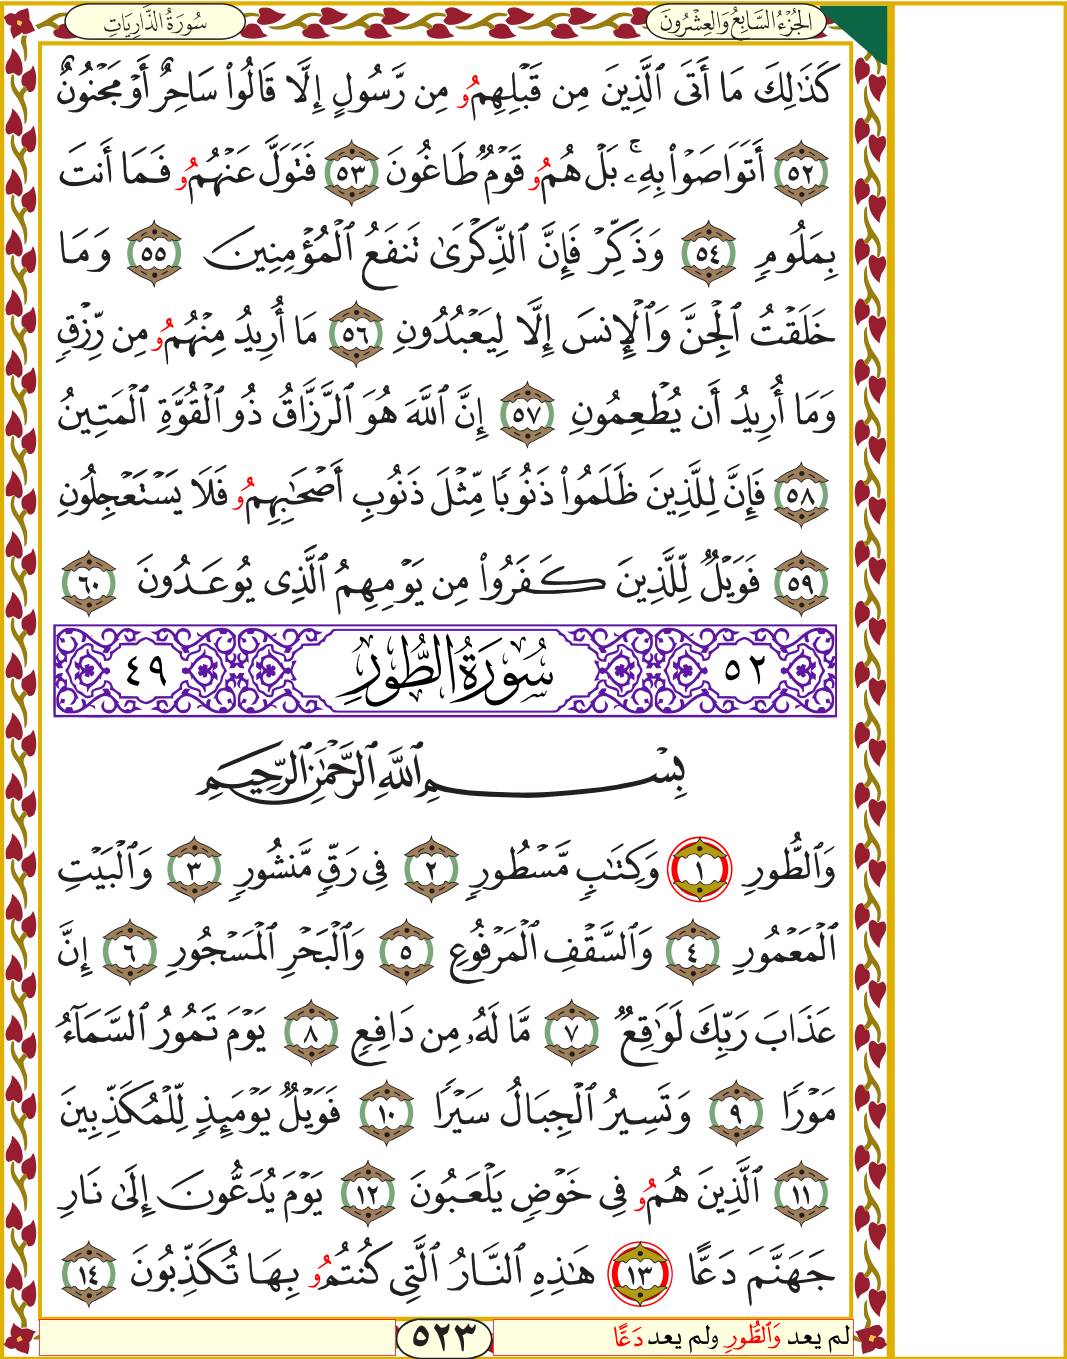 الجُزْءُ السَّابِعُ وَالعِشْرُونَ
سُورَةُ الذَّارِيَاتِ
كَذَٰلِكَ مَا أَتَى ٱلَّذِينَ مِن قَبْلِهِمُۥ مِن رَّسُولٍ إِلَّا قَالُوا۟ سَاحِرٌ أَوْ مَجْنُونٌ
٥٢ أَتَوَاصَوْا۟ بِهِۦۚ بَلْ هُمُۥ قَوْمٌ طَاغُونَ ٥٣ فَتَوَلَّ عَنْهُمُۥ فَمَا أَنتَ
بِمَلُومٍ ٥٤ وَذَكِّرْ فَإِنَّ ٱلذِّكْرَىٰ تَنفَعُ ٱلْمُؤْمِنِينَ ٥٥ وَمَا
خَلَقْتُ ٱلْجِنَّ وَٱلْإِنسَ إِلَّا لِيَعْبُدُونِ ٥٦ مَا أُرِيدُ مِنْهُمُۥ مِن رِّزْقٍ
وَمَا أُرِيدُ أَن يُطْعِمُونِ ٥٧ إِنَّ ٱللَّهَ هُوَ ٱلرَّزَّاقُ ذُو ٱلْقُوَّةِ ٱلْمَتِينُ
٥٨ فَإِنَّ لِلَّذِينَ ظَلَمُوا۟ ذَنُوبًا مِّثْلَ ذَنُوبِ أَصْحَٰبِهِمُۥ فَلَا يَسْتَعْجِلُونِ
٥٩ فَوَيْلٌ لِّلَّذِينَ كَفَرُوا۟ مِن يَوْمِهِمُ ٱلَّذِى يُوعَدُونَ ٦٠
٥٢ سُورَةُ الطُّورِ ٤٩
بِسْمِ ٱللَّهِ ٱلرَّحْمَٰنِ ٱلرَّحِيمِ
وَٱلطُّورِ ١ وَكِتَٰبٍ مَّسْطُورٍ ٢ فِى رَقٍّ مَّنشُورٍ ٣ وَٱلْبَيْتِ
ٱلْمَعْمُورِ ٤ وَٱلسَّقْفِ ٱلْمَرْفُوعِ ٥ وَٱلْبَحْرِ ٱلْمَسْجُورِ ٦ إِنَّ
عَذَابَ رَبِّكَ لَوَٰقِعٌ ٧ مَّا لَهُۥ مِن دَافِعٍ ٨ يَوْمَ تَمُورُ ٱلسَّمَآءُ
مَوْرًا ٩ وَتَسِيرُ ٱلْجِبَالُ سَيْرًا ١٠ فَوَيْلٌ يَوْمَئِذٍ لِّلْمُكَذِّبِينَ
١١ ٱلَّذِينَ هُمُۥ فِى خَوْضٍ يَلْعَبُونَ ١٢ يَوْمَ يُدَعُّونَ إِلَىٰ نَارِ
جَهَنَّمَ دَعًّا ١٣ هَٰذِهِ ٱلنَّارُ ٱلَّتِى كُنتُمُۥ بِهَا تُكَذِّبُونَ ١٤
لم يعد وَٱلطُّورِ ولم يعد دَعًّا
٥٢٣